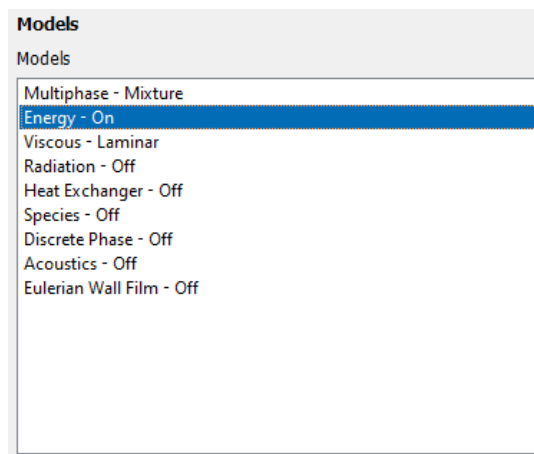 Models
Models
Multiphase - Mixture
Energy - On
Viscous - Laminar
Radiation - Off
Heat Exchanger - Off
Species - Off
Discrete Phase - Off
Acoustics - Off
Eulerian Wall Film - Off